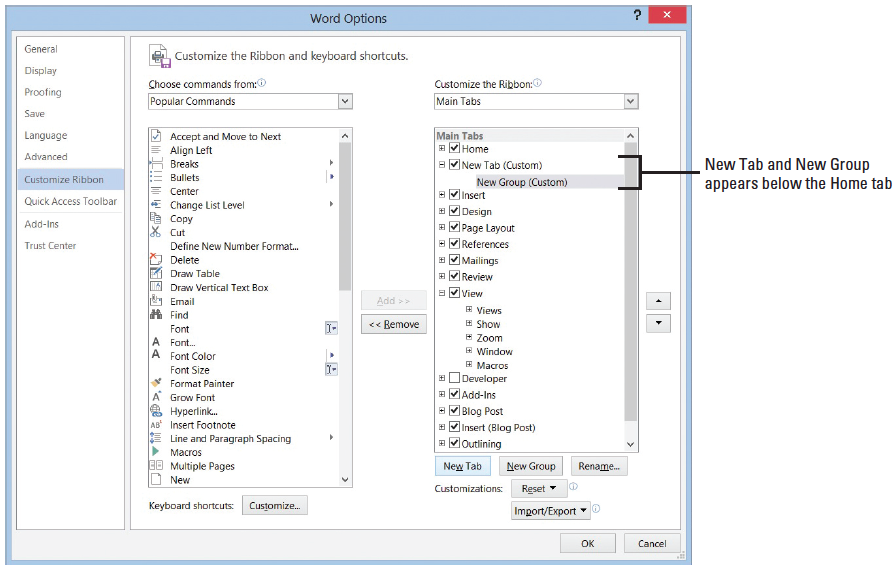 Word Options
?
General
Display
Proofing
Save
Language
Advanced
Customize Ribbon
Quick Access Toolbar
Add-Ins
Trust Center
Customize the Ribbon and keyboard shortcuts.
Choose commands from:
Popular Commands
Accept and Move to Next
Align Left
Breaks
Bullets
Center
Change List Level
Copy
Cut
Define New Number Format...
Delete
Draw Table
Draw Vertical Text Box
Email
Find
Font
Font...
Font Color
Font Size
Format Painter
Grow Font
Hyperlink...
Insert Footnote
Line and Paragraph Spacing
Macros
Multiple Pages
New
Keyboard shortcuts: Customize...
Add >>
<< Remove
Customize the Ribbon:
Main Tabs
Main Tabs
Home
New Tab (Custom)
New Group (Custom)
Insert
Design
Page Layout
References
Mailings
Review
View
Views
Show
Zoom
Window
Macros
Developer
Add-Ins
Blog Post
Insert (Blog Post)
Outlining
New Tab New Group Rename...
Customizations: Reset
Import/Export
OK Cancel
New Tab and New Group
appears below the Home tab